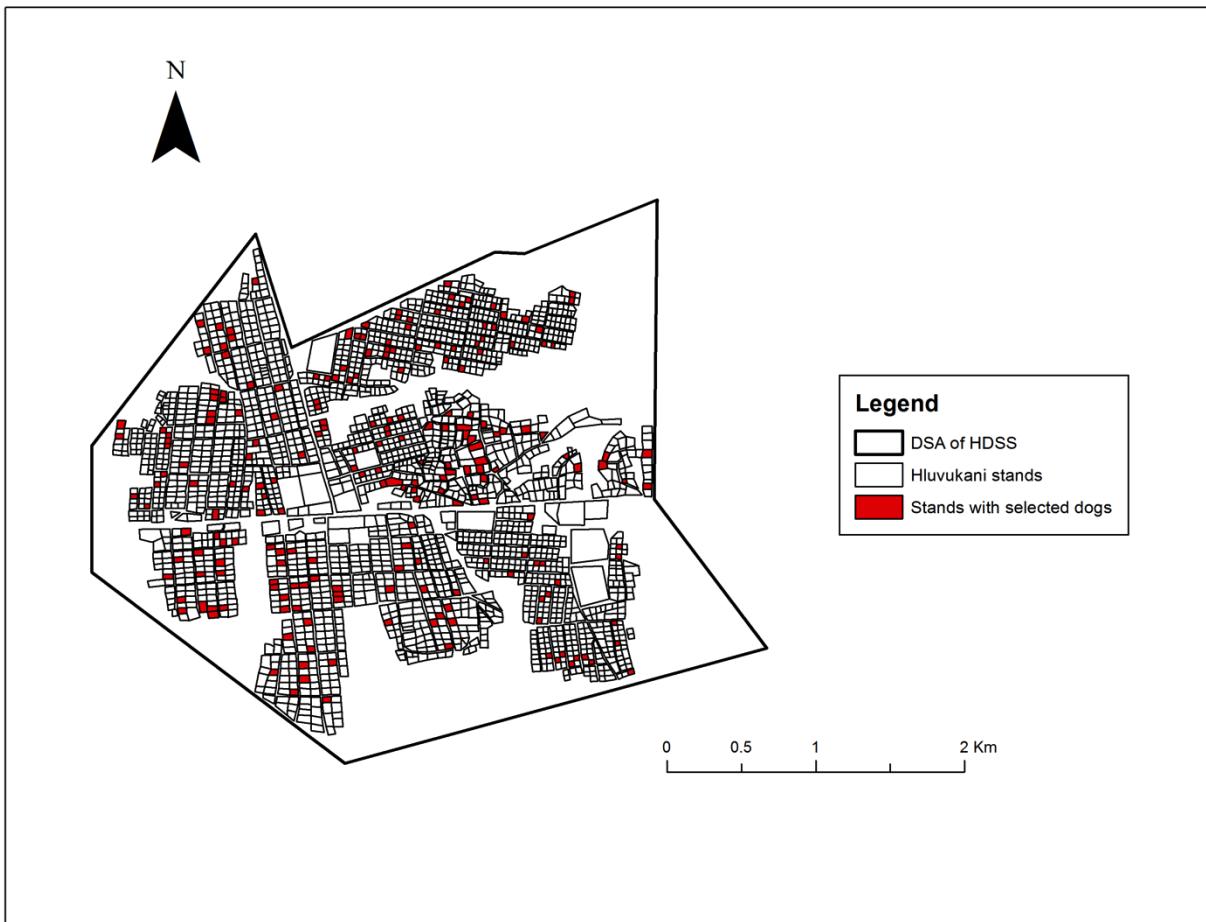 N
Legend
DSA of HDSS
Hluvukani stands
Stands with selected dogs
0 0.5 1 2 Km